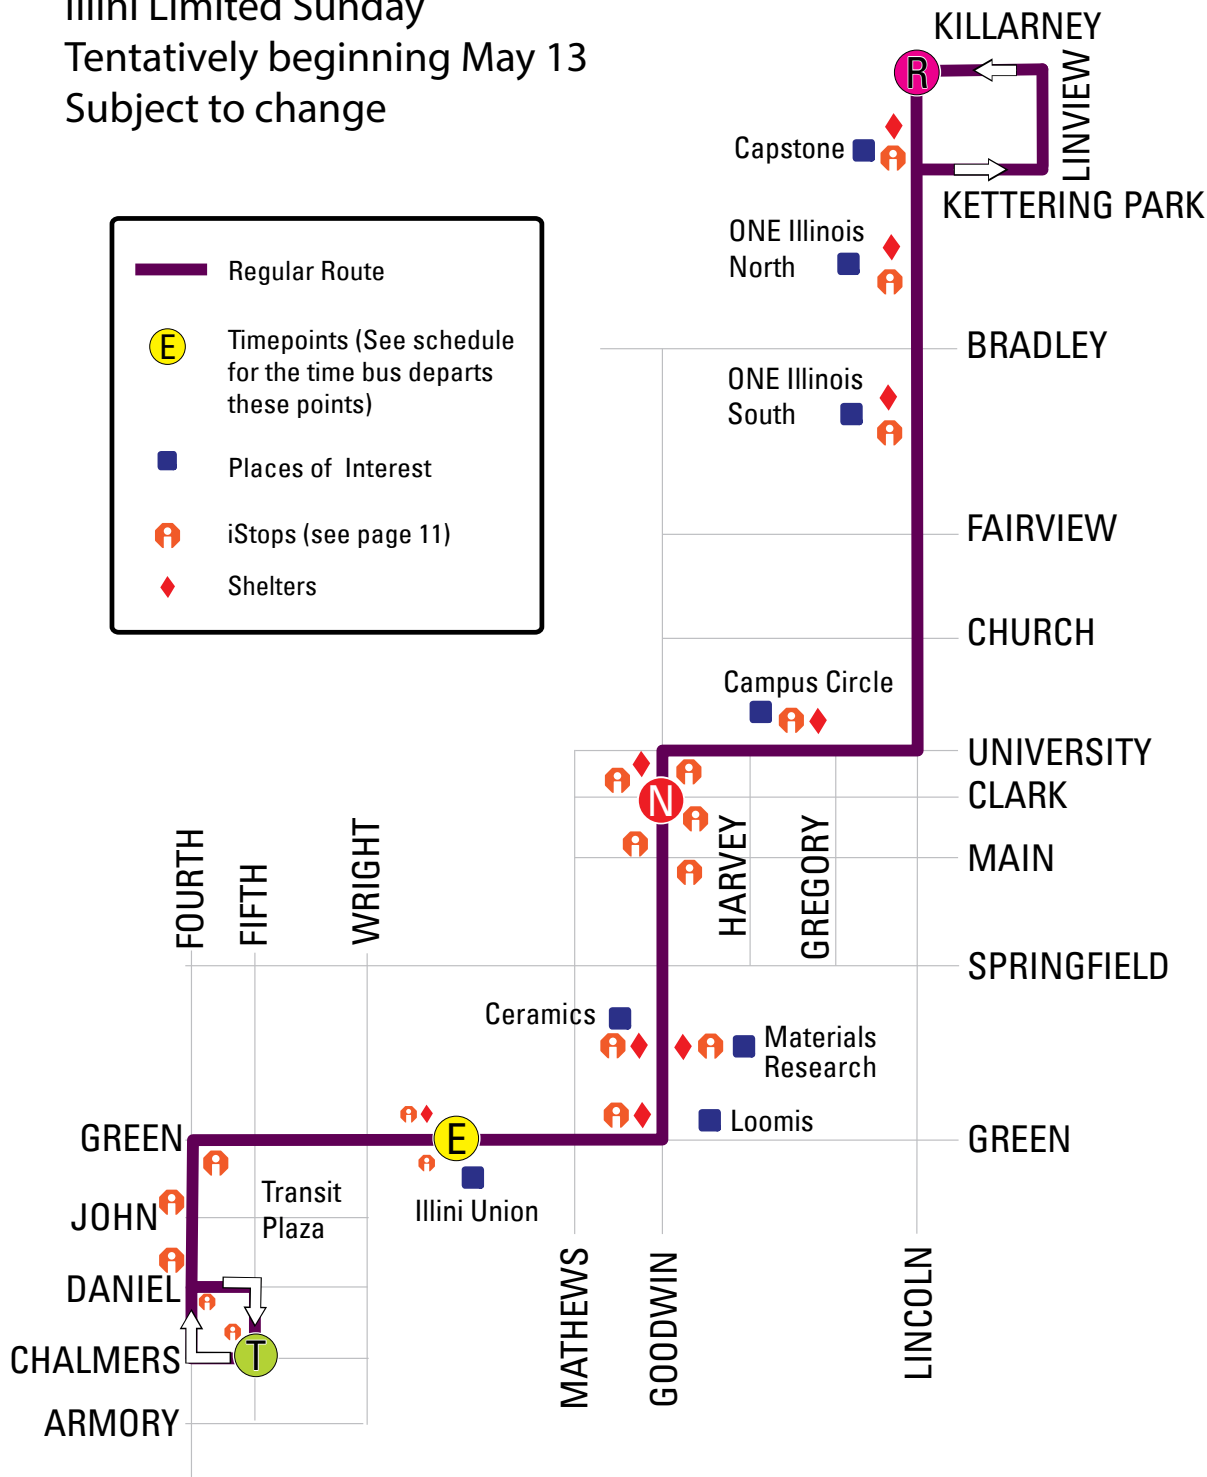 Illini Limited Sunday
Tentatively beginning May 13
Subject to change
KILLARNEY
R
LINVIEW
Capstone
KETTERING PARK
ONE Illinois
North
Regular Route
E
Timepoints (See schedule
for the time bus departs
these points)
Places of Interest
iStops (see page 11)
Shelters
BRADLEY
ONE Illinois
South
FAIRVIEW
CHURCH
Campus Circle
UNIVERSITY
CLARK
N
MAIN
HARVEY
GREGORY
FOURTH
FIFTH
WRIGHT
SPRINGFIELD
Ceramics
Materials
Research
Loomis
GREEN
E
GREEN
Illini Union
Transit
Plaza
JOHN
DANIEL
CHALMERS
T
ARMORY
MATHEWS
GOODWIN
LINCOLN